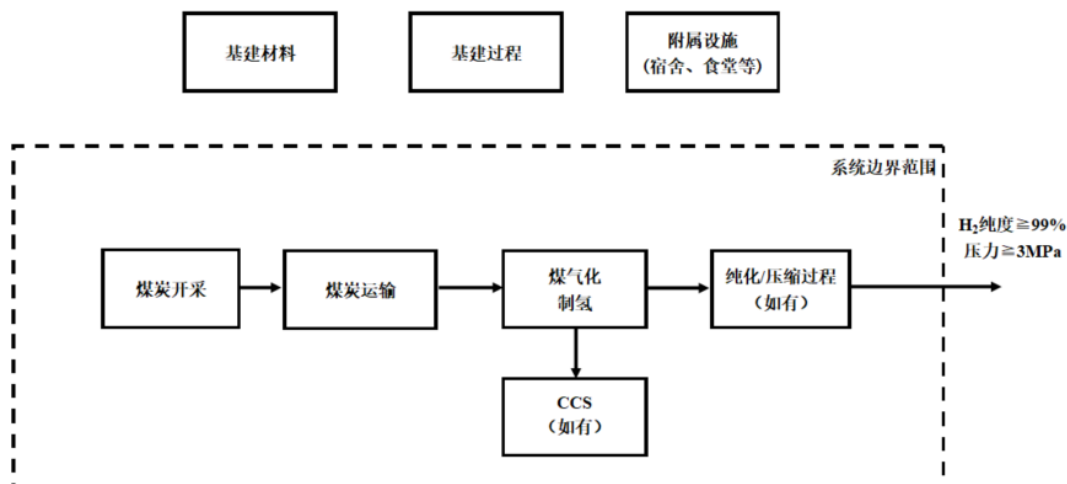 基建材料
基建过程
附属设施
(宿舍、食堂等)
系统边界范围
H₂纯度≧99%
压力≧3MPa
煤炭开采
煤炭运输
煤气化
制氢
纯化/压缩过程
（如有）
CCS
（如有）